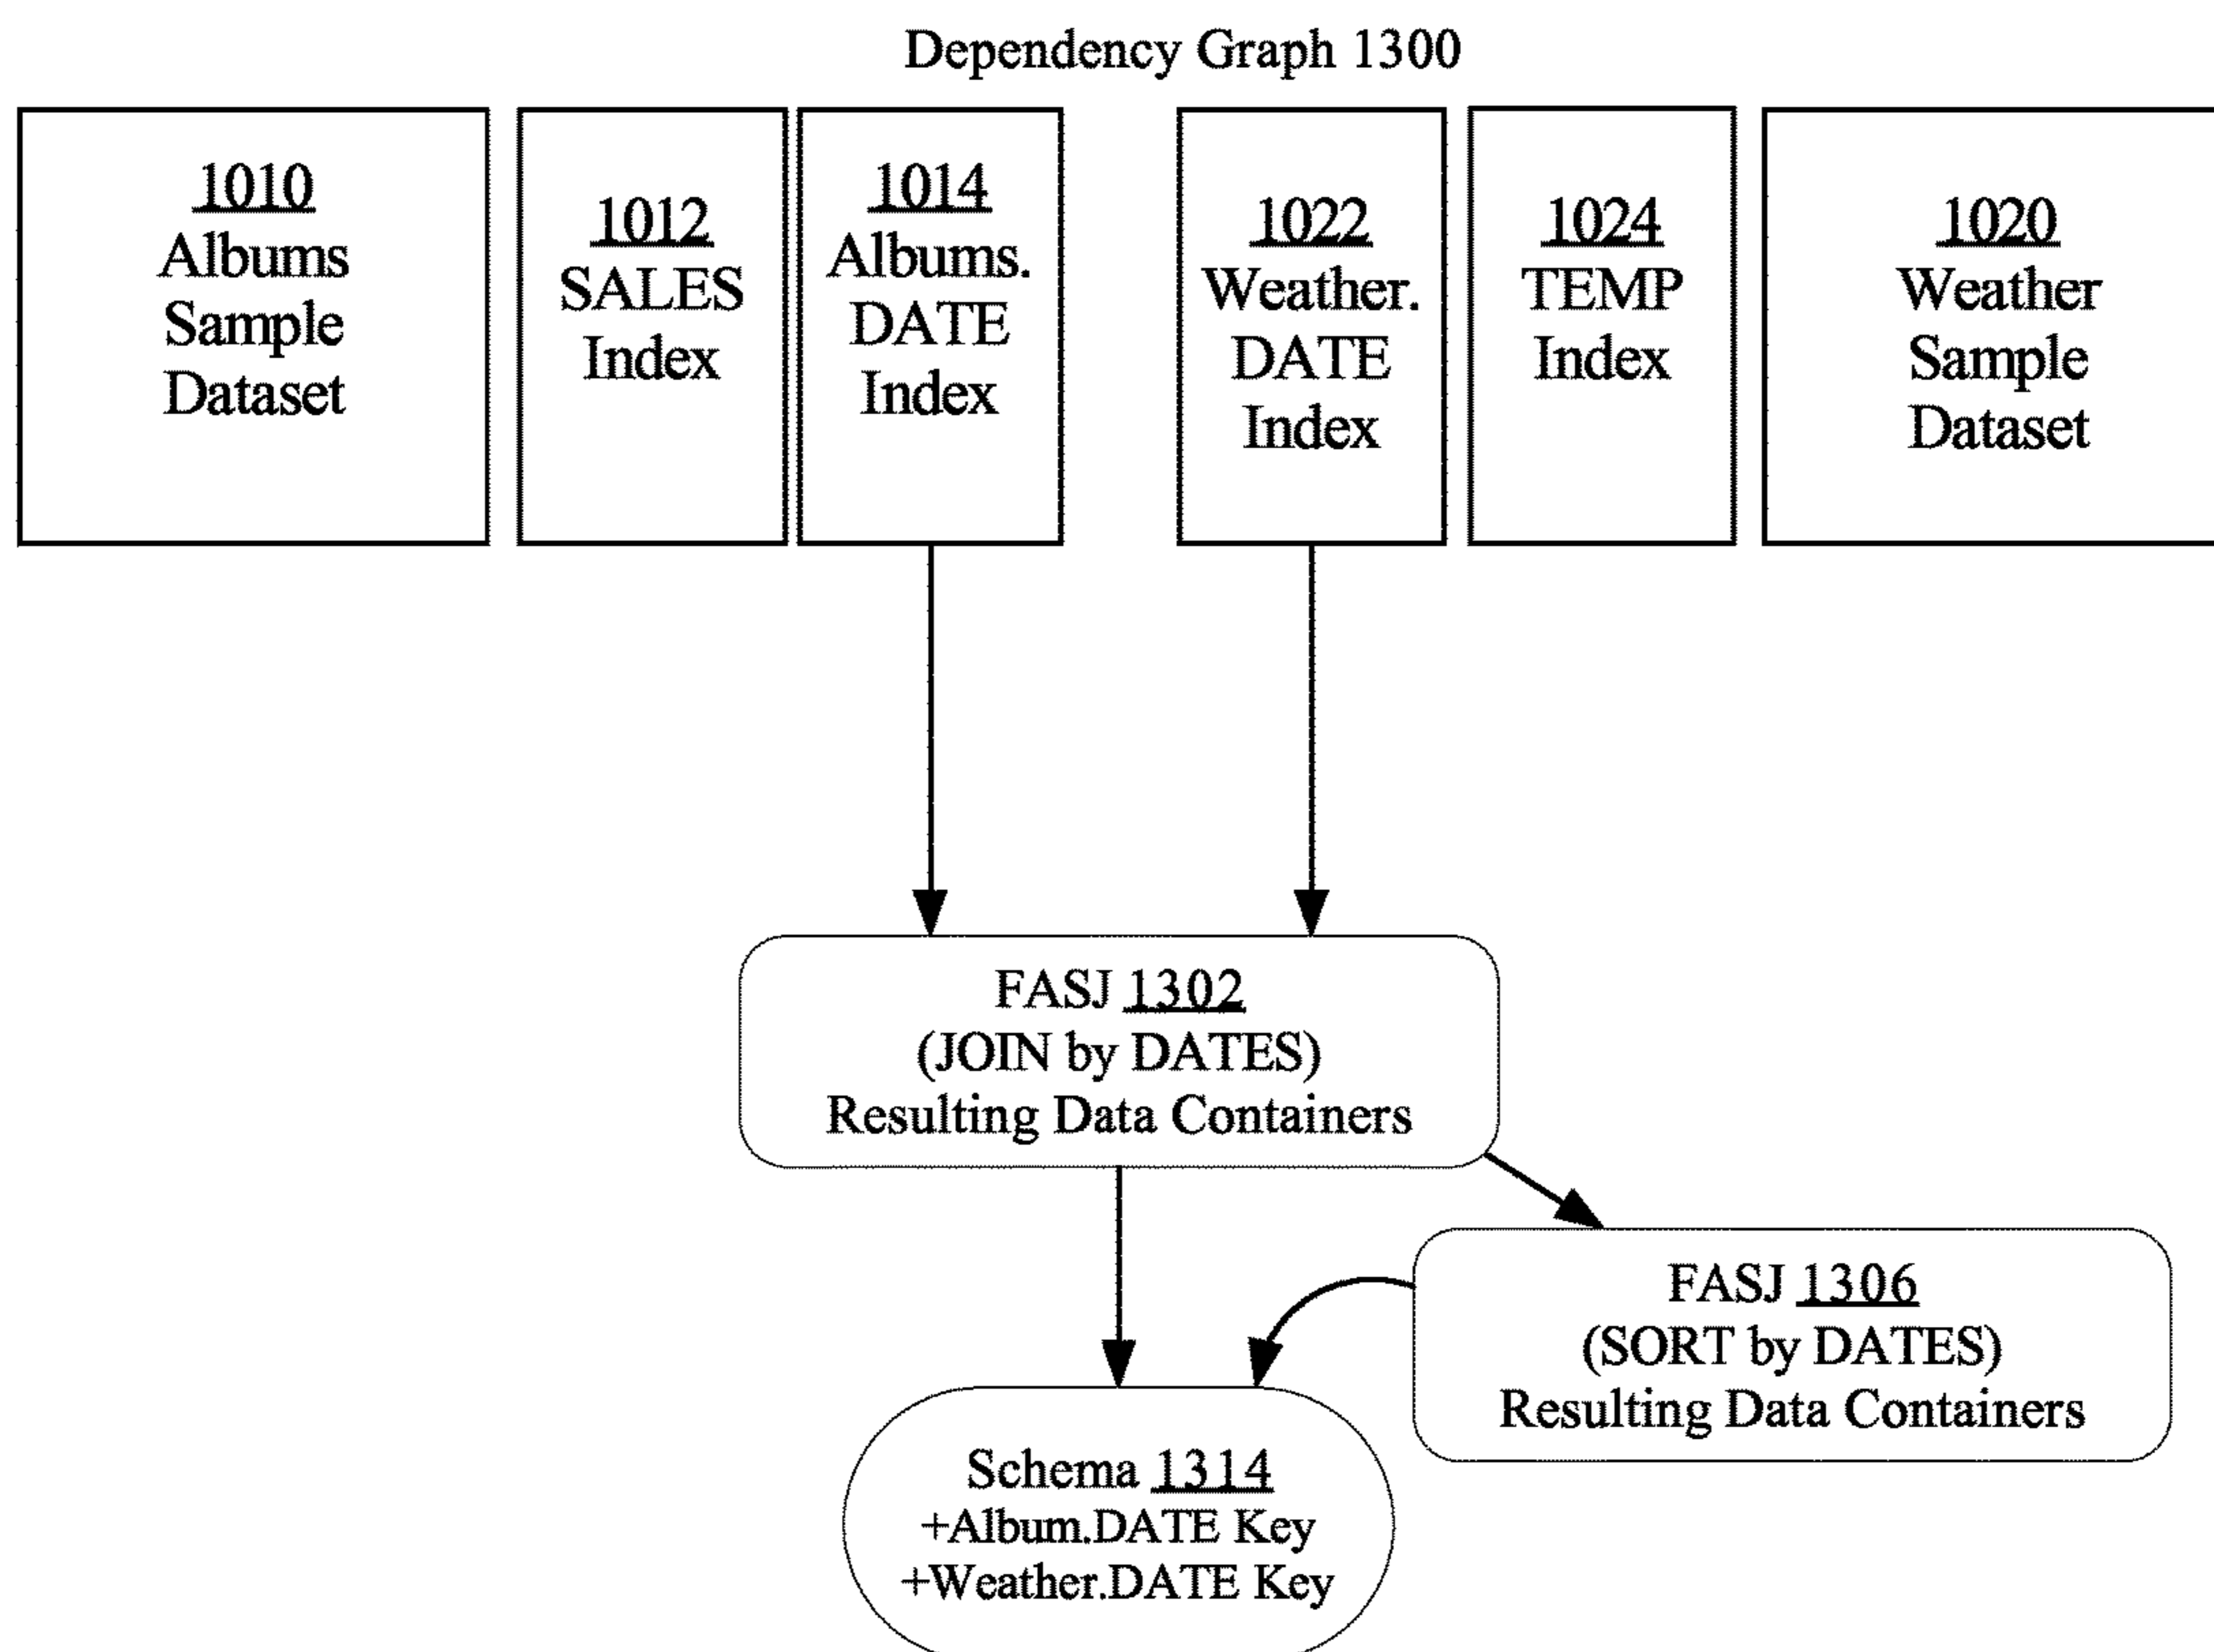 Dependency Graph 1300
1010
Albums
Sample
Dataset
1012
SALES
Index
1014
Albums.
DATE
Index
1022
Weather.
DATE
Index
1024
TEMP
Index
1020
Weather
Sample
Dataset
FASJ 1302
(JOIN by DATES)
Resulting Data Containers
FASJ 1306
(SORT by DATES)
Resulting Data Containers
Schema 1314
+Album.DATE Key
+Weather.DATE Key